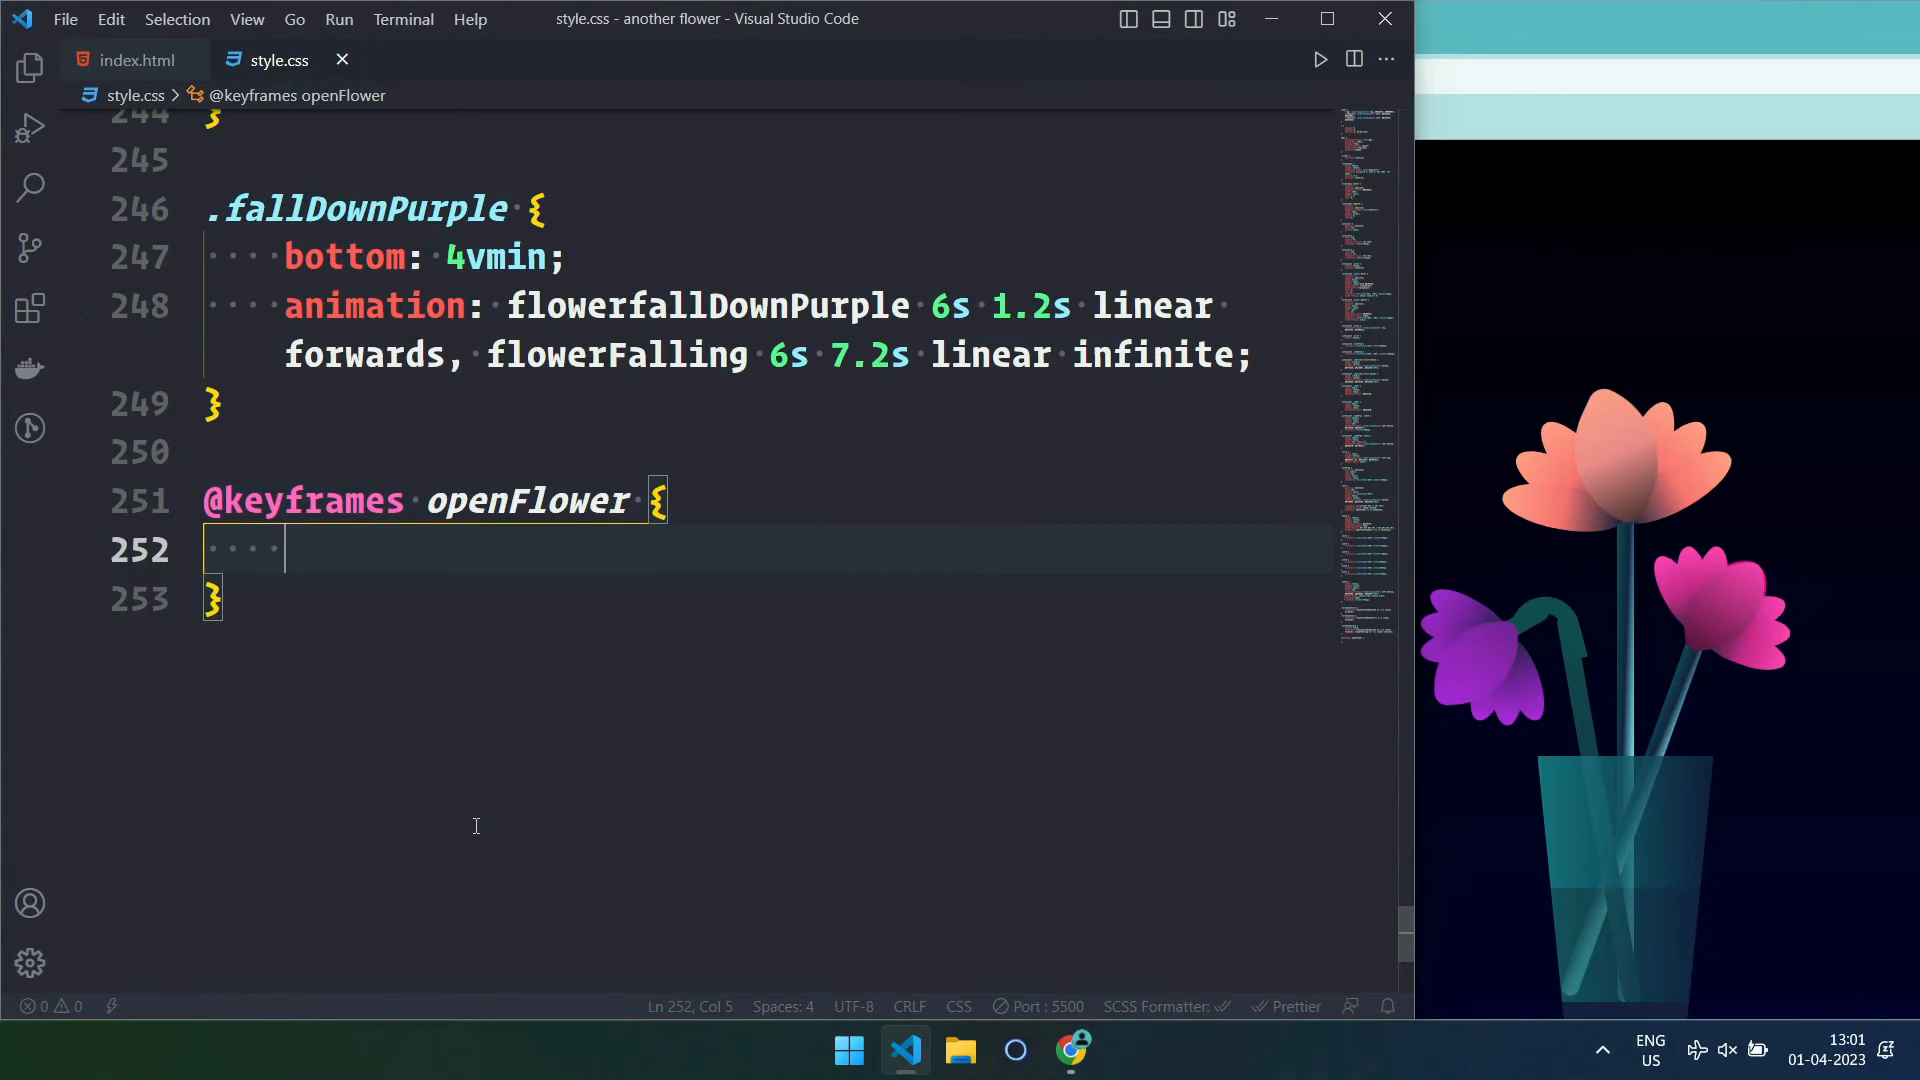 File Edit Selection View Go Run Terminal Help
style.css - another flower - Visual Studio Code
index.html
style.css
style.css > @keyframes openFlower
244 }
245
246 .fallDownPurple {
247 bottom: 4vmin;
248 animation: flowerfallDownPurple 6s 1.2s linear
forwards, flowerFalling 6s 7.2s linear infinite;
249 }
250
251 @keyframes openFlower {
252
253 }
0 0
Ln 252, Col 5 Spaces: 4 UTF-8 CRLF CSS Port : 5500 SCSS Formatter: Prettier
ENG
US
13:01
01-04-2023